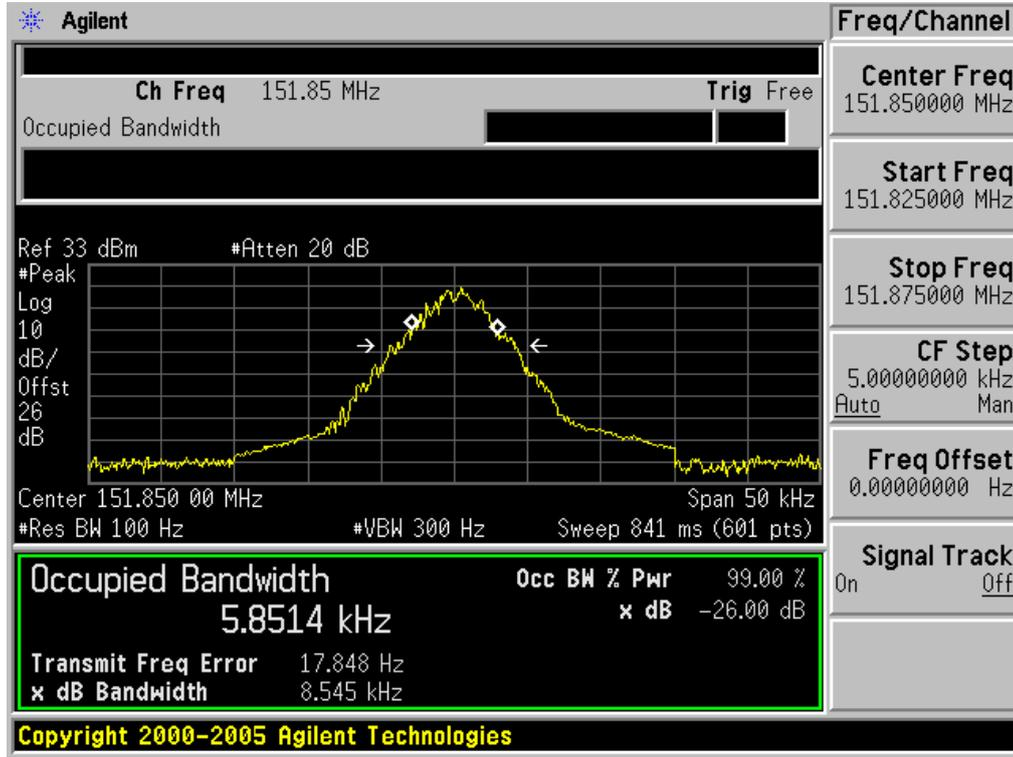 Agilent
Freq/Channel
Ch Freq 151.85 MHz Trig Free
Occupied Bandwidth
Ref 33 dBm #Atten 20 dB
#Peak
Log
10
dB/
Offst
26
dB
Center 151.850 00 MHz Span 50 kHz
#Res BW 100 Hz #VBW 300 Hz Sweep 841 ms (601 pts)
Occupied Bandwidth
5.8514 kHz
Occ BW % Pwr 99.00 %
x dB -26.00 dB
Transmit Freq Error 17.848 Hz
x dB Bandwidth 8.545 kHz
Copyright 2000-2005 Agilent Technologies
Center Freq
151.850000 MHz
Start Freq
151.825000 MHz
Stop Freq
151.875000 MHz
CF Step
5.00000000 kHz
Auto Man
Freq Offset
0.00000000 Hz
Signal Track
On Off